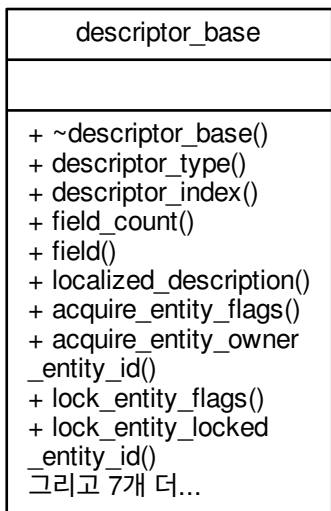 descriptor_base
+ ~descriptor_base()
+ descriptor_type()
+ descriptor_index()
+ field_count()
+ field()
+ localized_description()
+ acquire_entity_flags()
+ acquire_entity_owner
_entity_id()
+ lock_entity_flags()
+ lock_entity_locked
_entity_id()
그리고 7개 더...